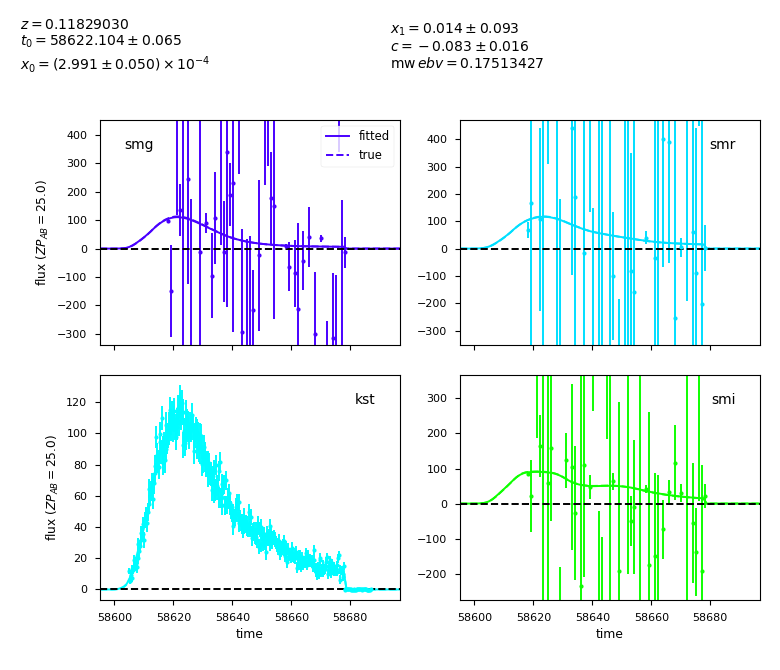 z = 0.11829030
t₀ = 58622.104 ± 0.065
x₀ = (2.991 ± 0.050) × 10⁻⁴
x₁ = 0.014 ± 0.093
c = −0.083 ± 0.016
mw ebv = 0.17513427
smg
fitted
true
400
300
200
100
0
−100
−200
−300
flux (ZP_AB = 25.0)
smr
400
300
200
100
0
−100
−200
−300
kst
120
100
80
60
40
20
0
flux (ZP_AB = 25.0)
58600 58620 58640 58660 58680
time
smi
300
200
100
0
−100
−200
58600 58620 58640 58660 58680
time